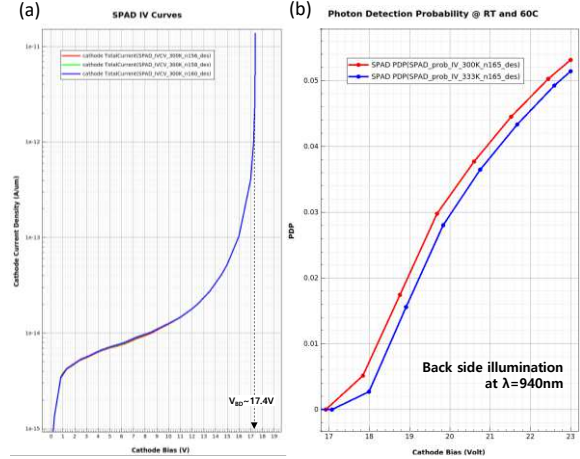 (a)
SPAD IV Curves
1e-11
cathode TotalCurrent(SPAD_IVCV_300K_n156_des)
cathode TotalCurrent(SPAD_IVCV_300K_n158_des)
cathode TotalCurrent(SPAD_IVCV_300K_n160_des)
1e-12
Cathode Current Density (A/um)
1e-13
1e-14
1e-15
VBD~17.4V
0 1 2 3 4 5 6 7 8 9 10 11 12 13 14 15 16 17 18 19
Cathode Bias (V)
(b)
Photon Detection Probability @ RT and 60C
SPAD PDP(SPAD_prob_IV_300K_n165_des)
SPAD PDP(SPAD_prob_IV_333K_n165_des)
0.05
0.04
0.03
PDP
0.02
0.01
0
Back side illumination
at λ=940nm
17 18 19 20 21 22 23
Cathode Bias (Volt)